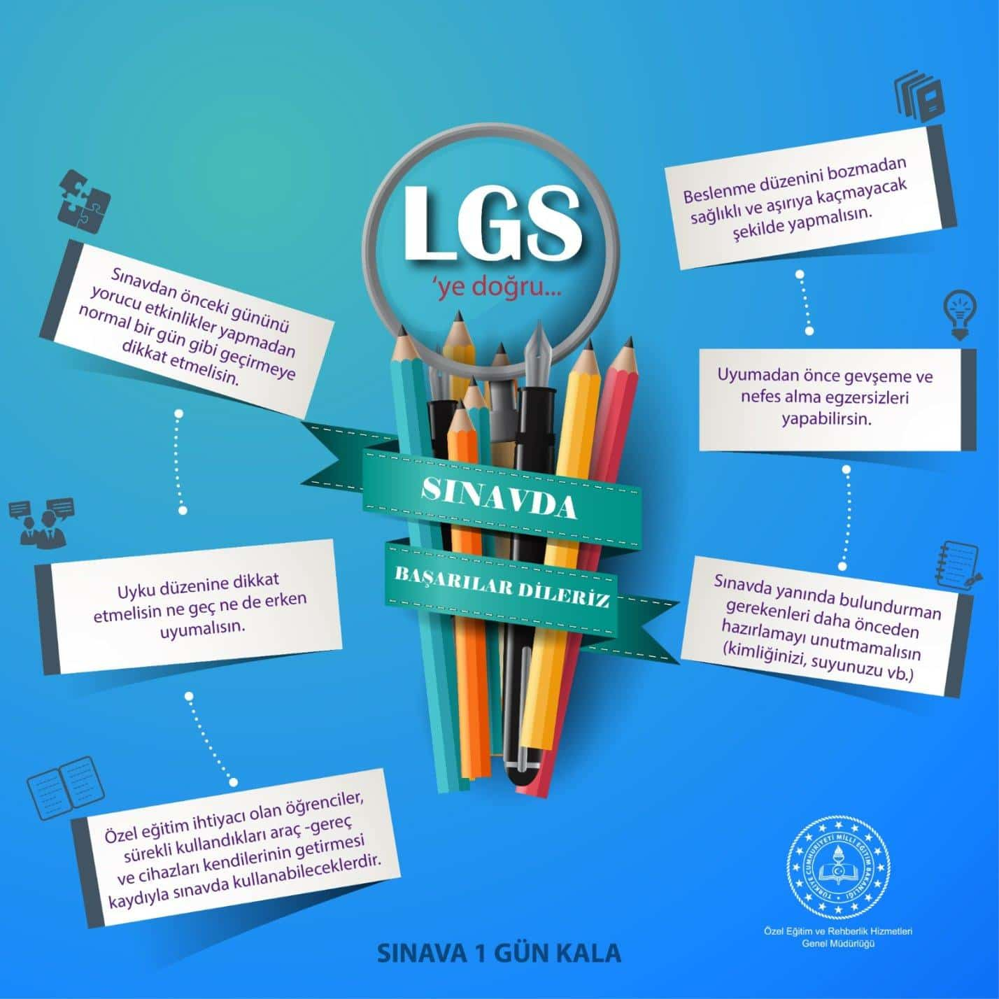 LGS
'ye doğru...
Sınavdan önceki gününü
yorucu etkinlikler yapmadan
normal bir gün gibi geçirmeye
dikkat etmelisin.
Uyku düzenine dikkat
etmelisin ne geç ne de erken
uyumalısın.
Özel eğitim ihtiyacı olan öğrenciler,
sürekli kullandıkları araç -gereç
ve cihazları kendilerinin getirmesi
kaydıyla sınavda kullanabileceklerdir.
Beslenme düzenini bozmadan
sağlıklı ve aşırıya kaçmayacak
şekilde yapmalısın.
Uyumadan önce gevşeme ve
nefes alma egzersizleri
yapabilirsin.
Sınavda yanında bulundurman
gerekenleri daha önceden
hazırlamayı unutmamalısın
(kimliğinizi, suyunuzu vb.)
SINAVDA
BAŞARILAR DİLERİZ
TÜRKİYE CUMHURİYETİ MİLLİ EĞİTİM BAKANLIĞI
Özel Eğitim ve Rehberlik Hizmetleri
Genel Müdürlüğü
SINAVA 1 GÜN KALA